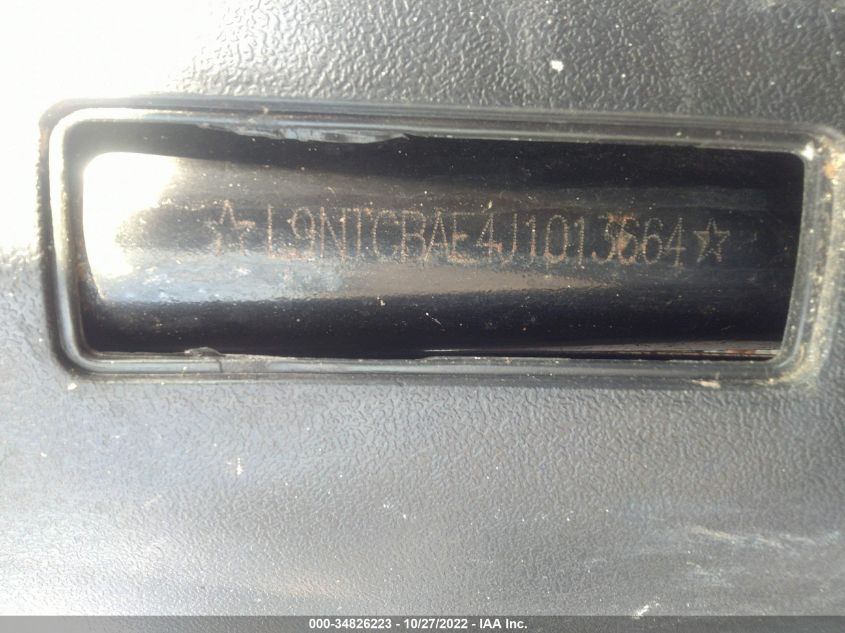 ☆L9NTCBAE4J1013664☆
000-34826223 - 10/27/2022 - IAA Inc.